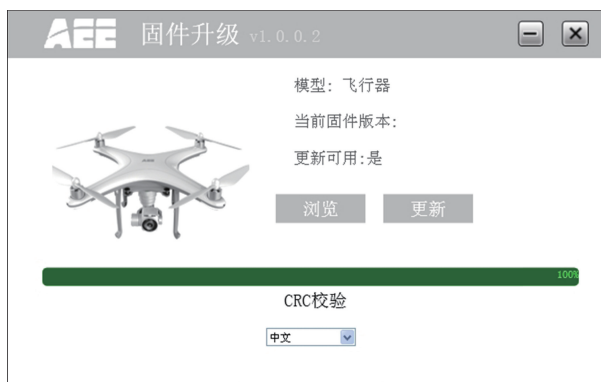 AEE 固件升级 v1.0.0.2
模型: 飞行器
当前固件版本:
更新可用:是
浏览 更新
100%
CRC校验
中文